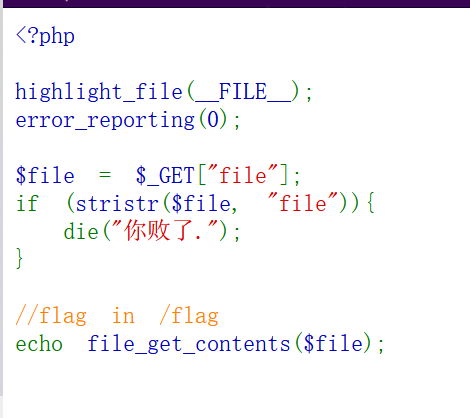 <?php
highlight_file(__FILE__);
error_reporting(0);
$file = $_GET["file"];
if (stristr($file, "file")){
die("你败了.");
}
//flag in /flag
echo file_get_contents($file);